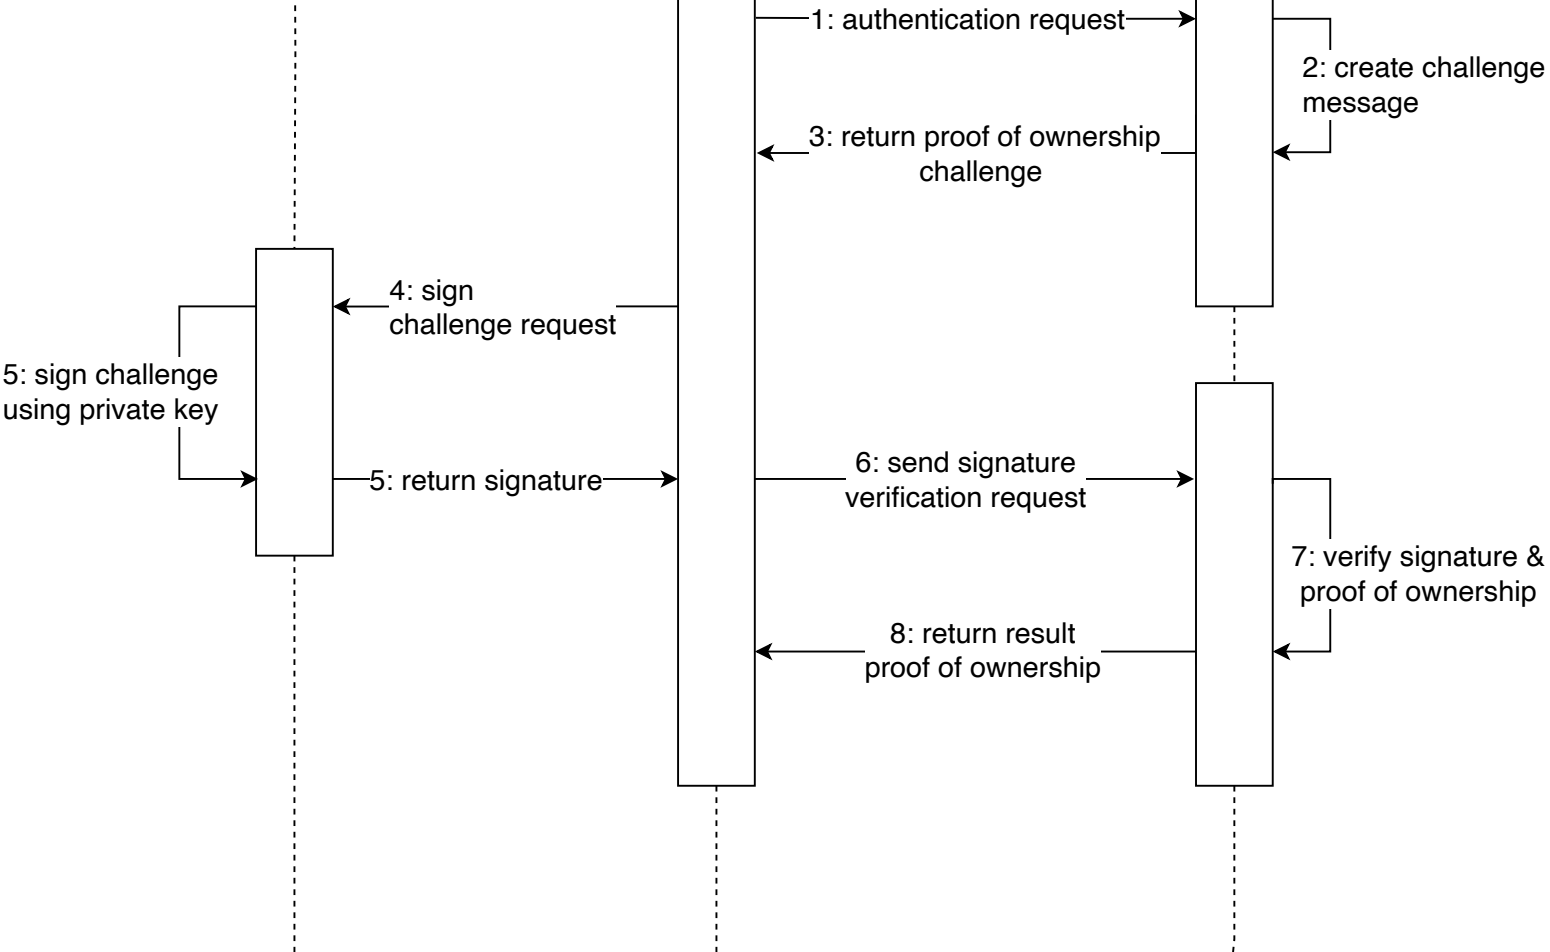 1: authentication request
2: create challenge
message
3: return proof of ownership
challenge
4: sign
challenge request
5: sign challenge
using private key
5: return signature
6: send signature
verification request
7: verify signature &
proof of ownership
8: return result
proof of ownership